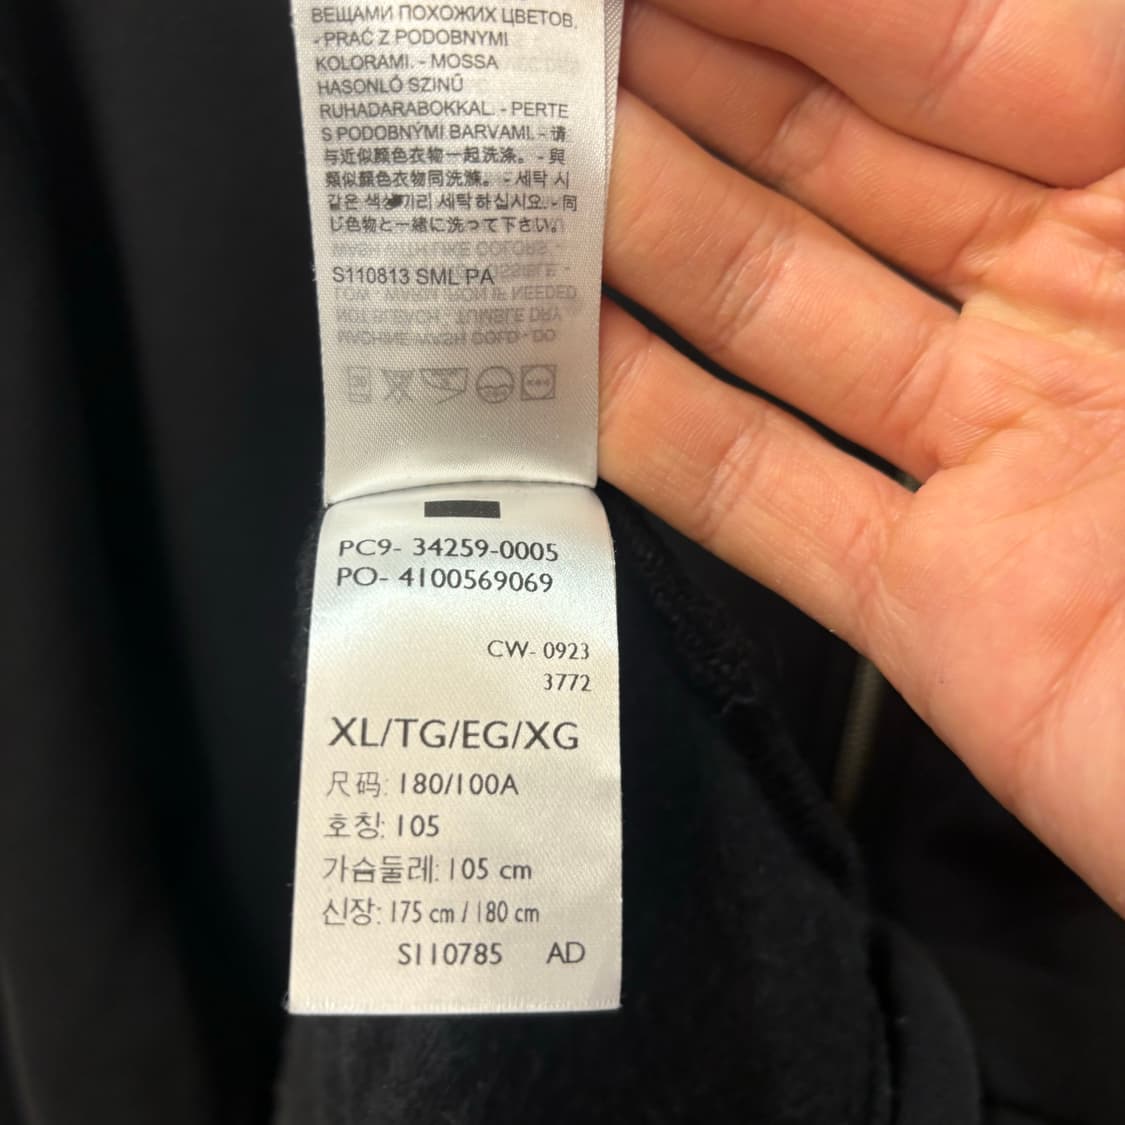 ВЕЩАМИ ПОХОЖИХ ЦВЕТОВ.
- PRAĆ Z PODOBNYMI
KOLORAMI. - MOSSA
HASONLÓ SZINŰ
RUHADARABOKKAL. - PERTE
S PODOBNÝMI BARVAMI. - 请
与近似颜色衣物一起洗涤。 - 與
類似顏色衣物同洗滌。 - 세탁 시
같은 색상끼리 세탁 하십시오. - 同
じ色物と一緒に洗って下さい。
S110813 SML PA
PC9- 34259-0005
PO- 4100569069
CW- 0923
3772
XL/TG/EG/XG
尺码: 180/100A
호칭: 105
가슴둘레: 105 cm
신장: 175 cm / 180 cm
S110785 AD